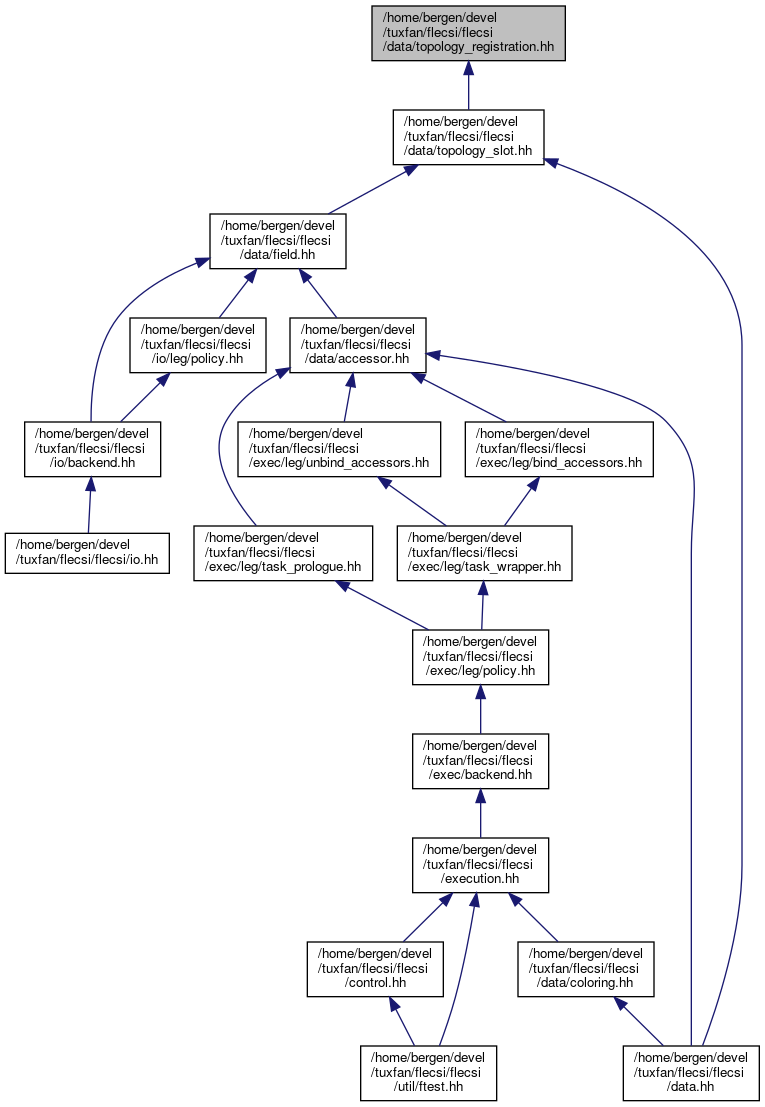 /home/bergen/devel
/tuxfan/flecsi/flecsi
/data/topology_registration.hh
/home/bergen/devel
/tuxfan/flecsi/flecsi
/data/topology_slot.hh
/home/bergen/devel
/tuxfan/flecsi/flecsi
/data/field.hh
/home/bergen/devel
/tuxfan/flecsi/flecsi
/io/leg/policy.hh
/home/bergen/devel
/tuxfan/flecsi/flecsi
/data/accessor.hh
/home/bergen/devel
/tuxfan/flecsi/flecsi
/io/backend.hh
/home/bergen/devel
/tuxfan/flecsi/flecsi
/exec/leg/unbind_accessors.hh
/home/bergen/devel
/tuxfan/flecsi/flecsi
/exec/leg/bind_accessors.hh
/home/bergen/devel
/tuxfan/flecsi/flecsi/io.hh
/home/bergen/devel
/tuxfan/flecsi/flecsi
/exec/leg/task_prologue.hh
/home/bergen/devel
/tuxfan/flecsi/flecsi
/exec/leg/task_wrapper.hh
/home/bergen/devel
/tuxfan/flecsi/flecsi
/exec/leg/policy.hh
/home/bergen/devel
/tuxfan/flecsi/flecsi
/exec/backend.hh
/home/bergen/devel
/tuxfan/flecsi/flecsi
/execution.hh
/home/bergen/devel
/tuxfan/flecsi/flecsi
/control.hh
/home/bergen/devel
/tuxfan/flecsi/flecsi
/data/coloring.hh
/home/bergen/devel
/tuxfan/flecsi/flecsi
/util/ftest.hh
/home/bergen/devel
/tuxfan/flecsi/flecsi
/data.hh